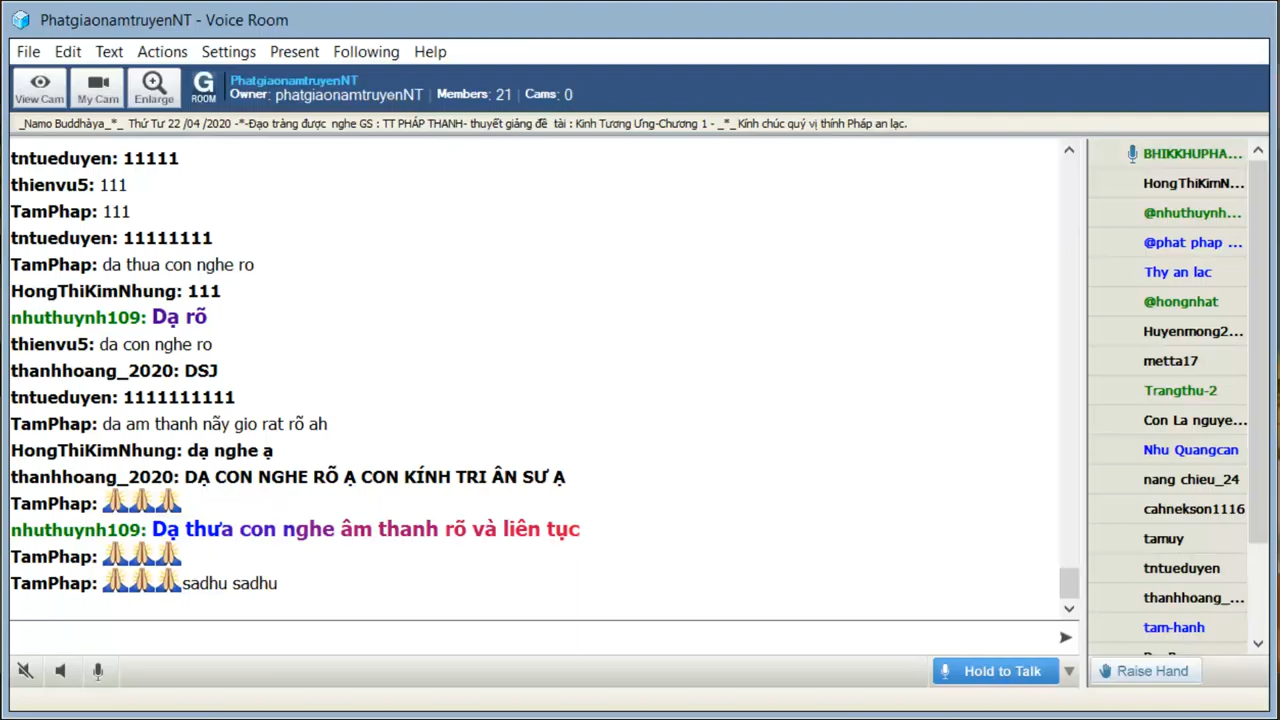 PhatgiaonamtruyenNT - Voice Room
File Edit Text Actions Settings Present Following Help
View Cam My Cam Enlarge G ROOM
PhatgiaonamtruyenNT
Owner: phatgiaonamtruyenNT | Members: 21 | Cams: 0
_Namo Buddhàya_*_ Thứ Tư 22 /04 /2020 -*-Đạo tràng được nghe GS : TT PHÁP THANH- thuyết giảng đề tài : Kinh Tương Ưng-Chương 1 - _*_ Kính chúc quý vị thính Pháp an lạc.
tntueduyen: 11111
thienvu5: 111
TamPhap: 111
tntueduyen: 11111111
TamPhap: da thua con nghe ro
HongThiKimNhung: 111
nhuthuynh109: Dạ rõ
thienvu5: da con nghe ro
thanhhoang_2020: DSJ
tntueduyen: 1111111111
TamPhap: da am thanh nãy gio rat rõ ah
HongThiKimNhung: dạ nghe ạ
thanhhoang_2020: DẠ CON NGHE RÕ Ạ CON KÍNH TRI ÂN SƯ Ạ
TamPhap: 🙏🙏🙏
nhuthuynh109: Dạ thưa con nghe âm thanh rõ và liên tục
TamPhap: 🙏🙏🙏
TamPhap: 🙏🙏🙏sadhu sadhu
BHIKKHUPHA...
HongThiKimN...
@nhuthuynh...
@phat phap ...
Thy an lac
@hongnhat
Huyenmong2...
metta17
Trangthu-2
Con La nguye...
Nhu Quangcan
nang chieu_24
cahnekson1116
tamuy
tntueduyen
thanhhoang_...
tam-hanh
Hold to Talk
Raise Hand